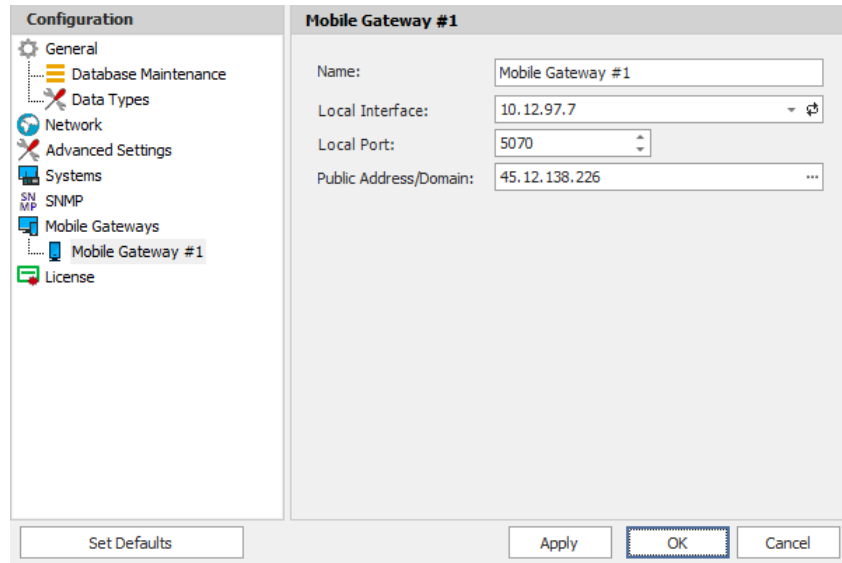 Configuration
General
Database Maintenance
Data Types
Network
Advanced Settings
Systems
SN
MP SNMP
Mobile Gateways
Mobile Gateway #1
License
Mobile Gateway #1
Name: Mobile Gateway #1
Local Interface: 10.12.97.7
Local Port: 5070
Public Address/Domain: 45.12.138.226 ...
Set Defaults
Apply OK Cancel